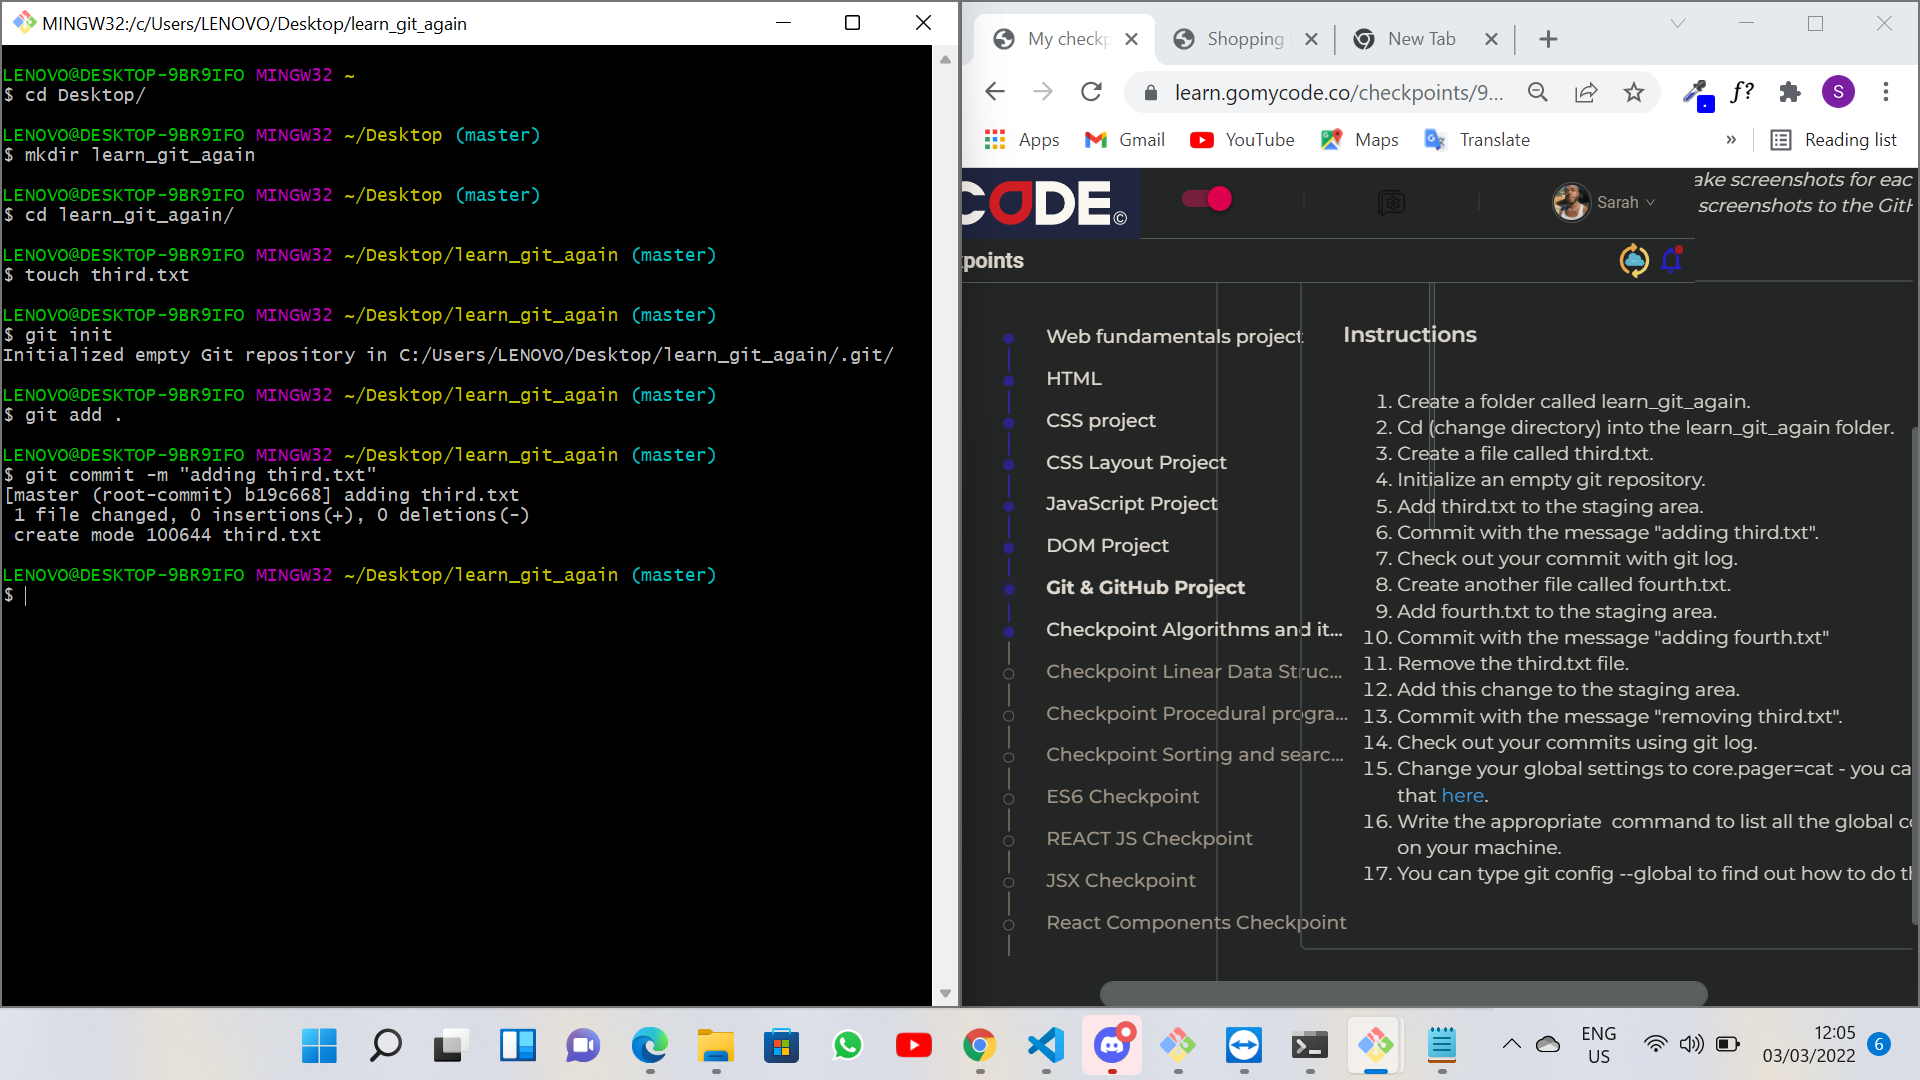 MINGW32:/c/Users/LENOVO/Desktop/learn_git_again
LENOVO@DESKTOP-9BR9IFO MINGW32 ~
$ cd Desktop/
LENOVO@DESKTOP-9BR9IFO MINGW32 ~/Desktop (master)
$ mkdir learn_git_again
LENOVO@DESKTOP-9BR9IFO MINGW32 ~/Desktop (master)
$ cd learn_git_again/
LENOVO@DESKTOP-9BR9IFO MINGW32 ~/Desktop/learn_git_again (master)
$ touch third.txt
LENOVO@DESKTOP-9BR9IFO MINGW32 ~/Desktop/learn_git_again (master)
$ git init
Initialized empty Git repository in C:/Users/LENOVO/Desktop/learn_git_again/.git/
LENOVO@DESKTOP-9BR9IFO MINGW32 ~/Desktop/learn_git_again (master)
$ git add .
LENOVO@DESKTOP-9BR9IFO MINGW32 ~/Desktop/learn_git_again (master)
$ git commit -m "adding third.txt"
[master (root-commit) b19c668] adding third.txt
1 file changed, 0 insertions(+), 0 deletions(-)
create mode 100644 third.txt
LENOVO@DESKTOP-9BR9IFO MINGW32 ~/Desktop/learn_git_again (master)
$
My checkp
Shopping
New Tab
learn.gomycode.co/checkpoints/9...
f?
S
Apps
Gmail
YouTube
Maps
Translate
»
Reading list
CODE©
Sarah
ake screenshots for eac
screenshots to the GitH
kpoints
Web fundamentals project
HTML
CSS project
CSS Layout Project
JavaScript Project
DOM Project
Git & GitHub Project
Checkpoint Algorithms and it...
Checkpoint Linear Data Struc...
Checkpoint Procedural progra...
Checkpoint Sorting and searc...
ES6 Checkpoint
REACT JS Checkpoint
JSX Checkpoint
React Components Checkpoint
Instructions
1. Create a folder called learn_git_again.
2. Cd (change directory) into the learn_git_again folder.
3. Create a file called third.txt.
4. Initialize an empty git repository.
5. Add third.txt to the staging area.
6. Commit with the message "adding third.txt".
7. Check out your commit with git log.
8. Create another file called fourth.txt.
9. Add fourth.txt to the staging area.
10. Commit with the message "adding fourth.txt"
11. Remove the third.txt file.
12. Add this change to the staging area.
13. Commit with the message "removing third.txt".
14. Check out your commits using git log.
15. Change your global settings to core.pager=cat - you ca
that here.
16. Write the appropriate  command to list all the global co
on your machine.
17. You can type git config --global to find out how to do th
ENG
US
12:05
03/03/2022
6